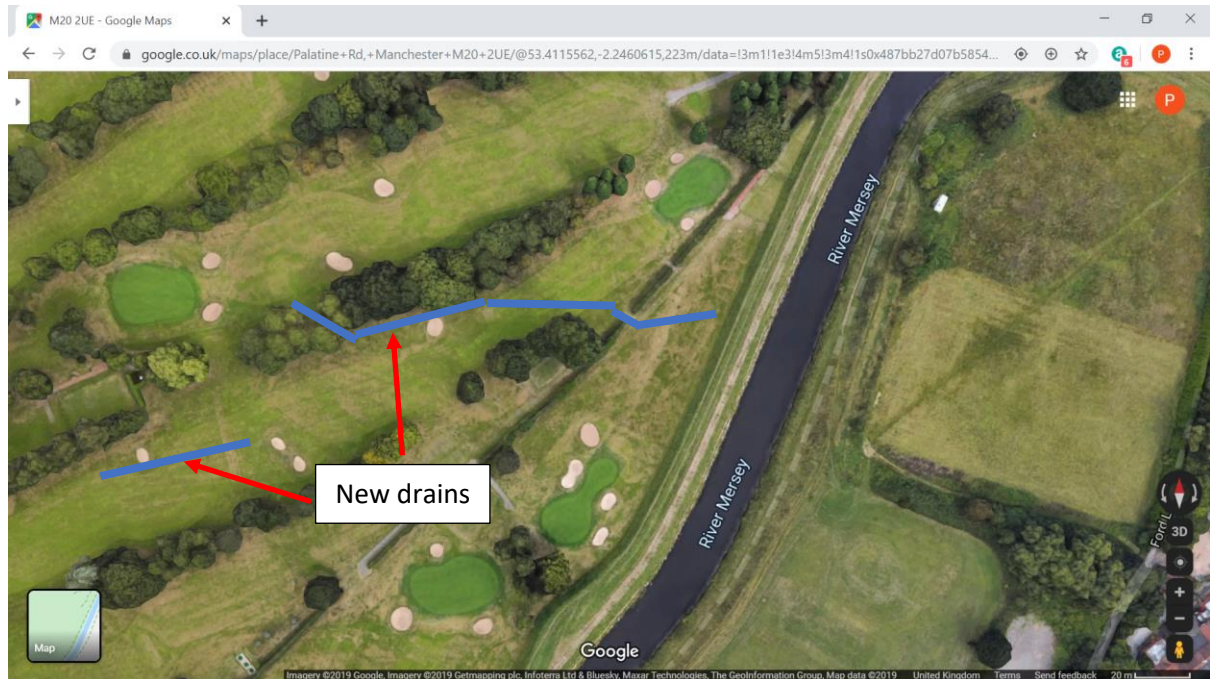 M20 2UE - Google Maps
google.co.uk/maps/place/Palatine+Rd,+Manchester+M20+2UE/@53.4115562,-2.2460615,223m/data=!3m1!1e3!4m5!3m4!1s0x487bb27d07b5854...
6
P
P
River Mersey
New drains
River Mersey
Ford L
3D
Map
Google
Imagery ©2019 Google, Imagery ©2019 Getmapping plc, Infoterra Ltd & Bluesky, Maxar Technologies, The GeoInformation Group, Map data ©2019 United Kingdom Terms Send feedback 20 m